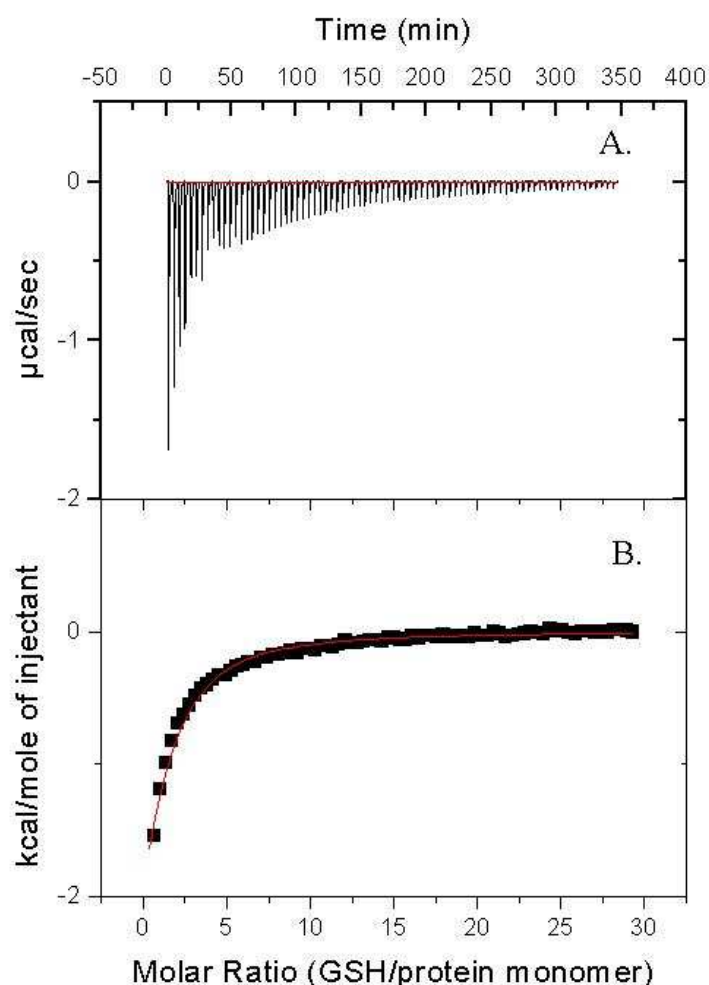 Time (min)
-50 0 50 100 150 200 250 300 350 400
A.
0
-1
-2
µcal/sec
B.
0
-2
kcal/mole of injectant
0 5 10 15 20 25 30
Molar Ratio (GSH/protein monomer)